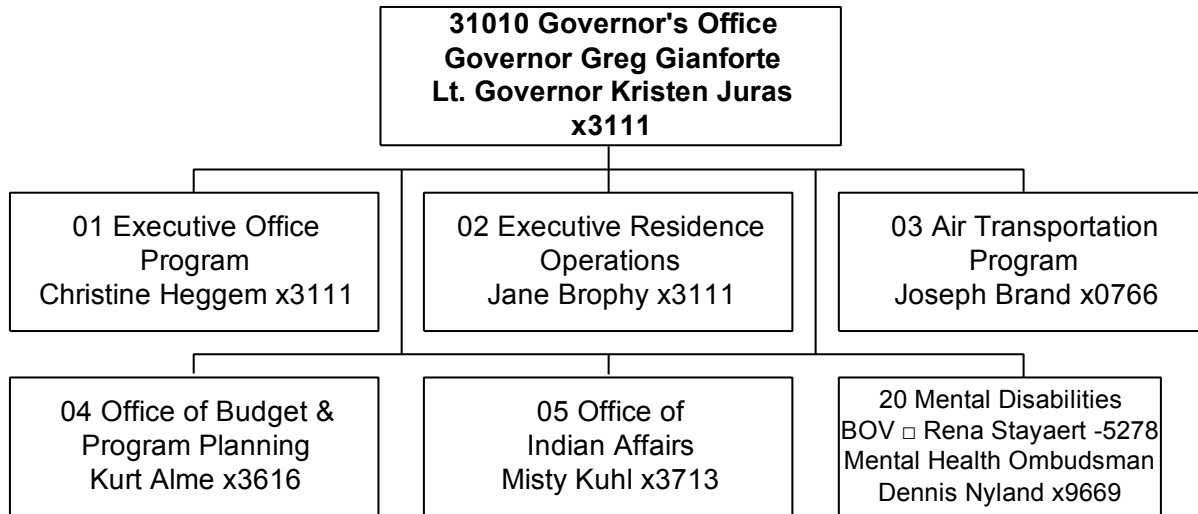 31010 Governor's Office
Governor Greg Gianforte
Lt. Governor Kristen Juras
x3111
01 Executive Office
Program
Christine Heggem x3111
02 Executive Residence
Operations
Jane Brophy x3111
03 Air Transportation
Program
Joseph Brand x0766
04 Office of Budget &
Program Planning
Kurt Alme x3616
05 Office of
Indian Affairs
Misty Kuhl x3713
20 Mental Disabilities
BOV □ Rena Stayaert -5278
Mental Health Ombudsman
Dennis Nyland x9669